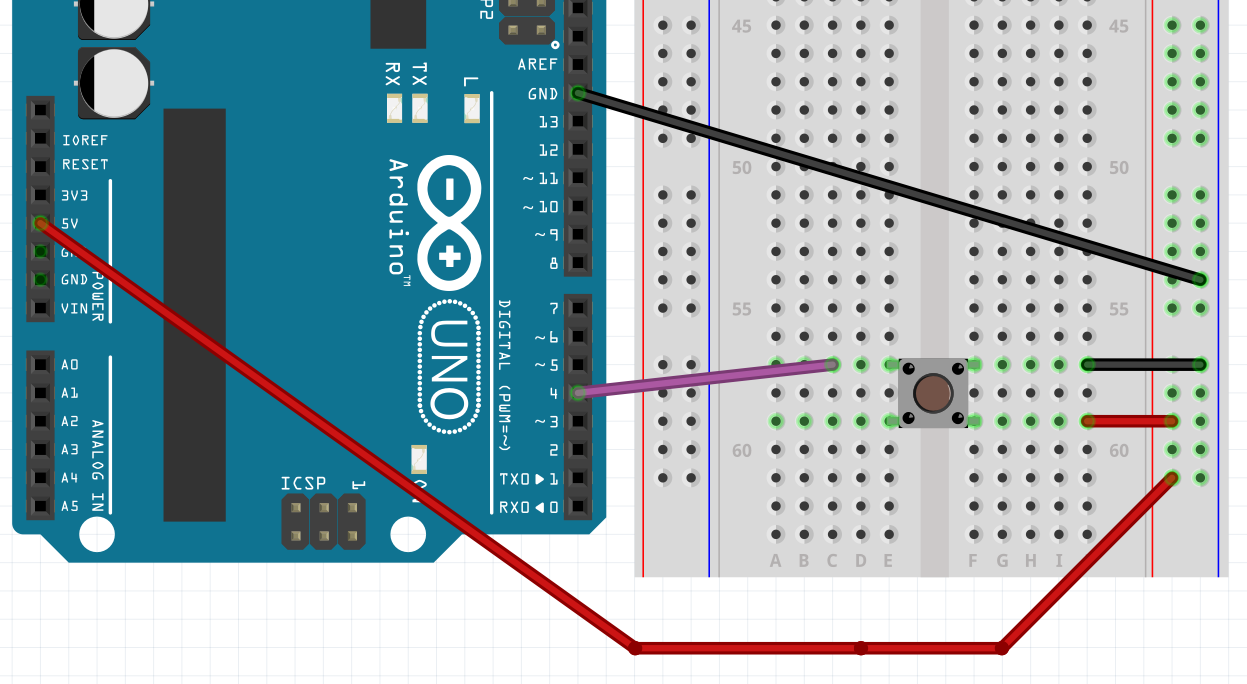 P2
AREF
GND
13
12
~11
~10
~9
8
7
~6
~5
4
~3
2
TX0▶1
RX0◀0
RX
TX
L
Arduino™
UNO
DIGITAL (PWM=~)
IOREF
RESET
3V3
5V
GND
VIN
POWER
A0
A1
A2
A3
A4
A5
ANALOG IN
ICSP
1
45
45
50
50
55
55
60
60
A B C D E
F G H I